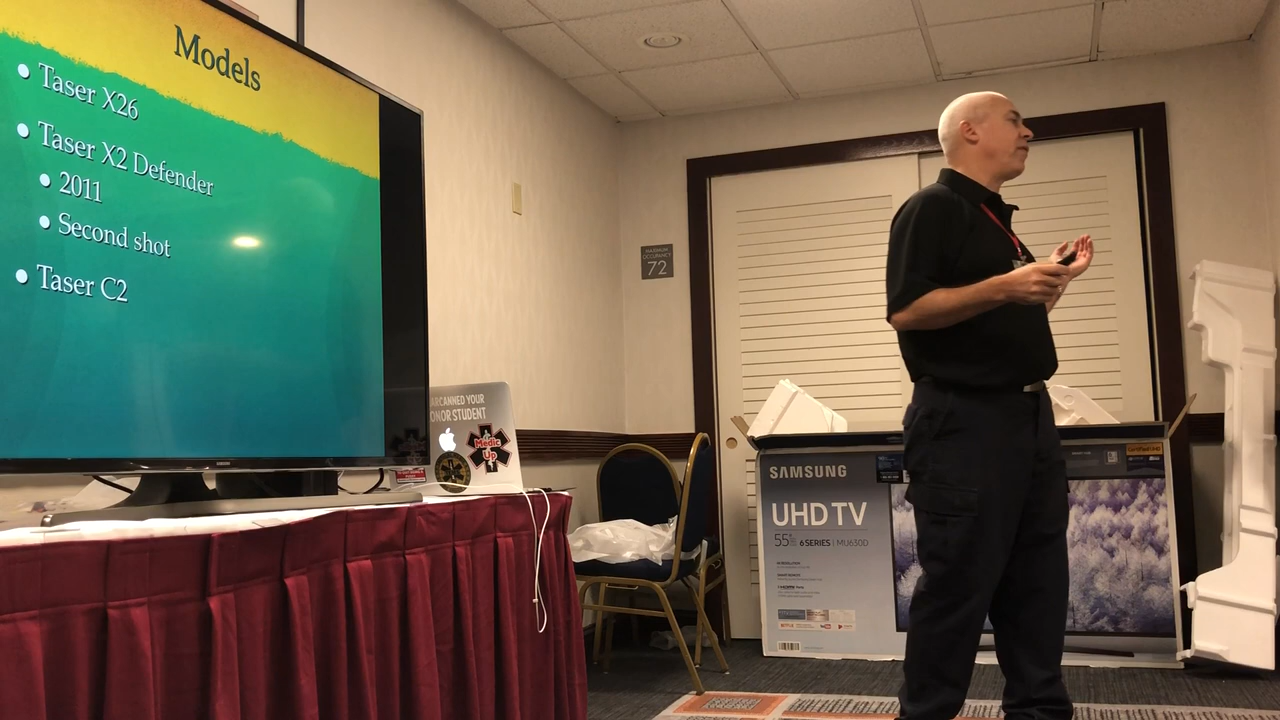 Models
Taser X26
Taser X2 Defender
2011
Second shot
Taser C2
MAXIMUM
OCCUPANCY
72
ARCANNED YOUR
ONOR STUDENT
Medic
Up
SAMSUNG
UHD TV
55"
6 SERIES | MU630D